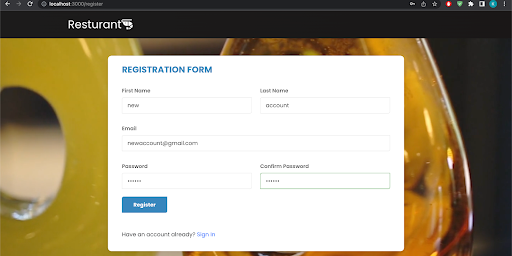 localhost:3000/register
Resturant
REGISTRATION FORM
First Name Last Name
new account
Email
newaccount@gmail.com
Password Confirm Password
•••••• ••••••
Register
Have an account already? Sign In